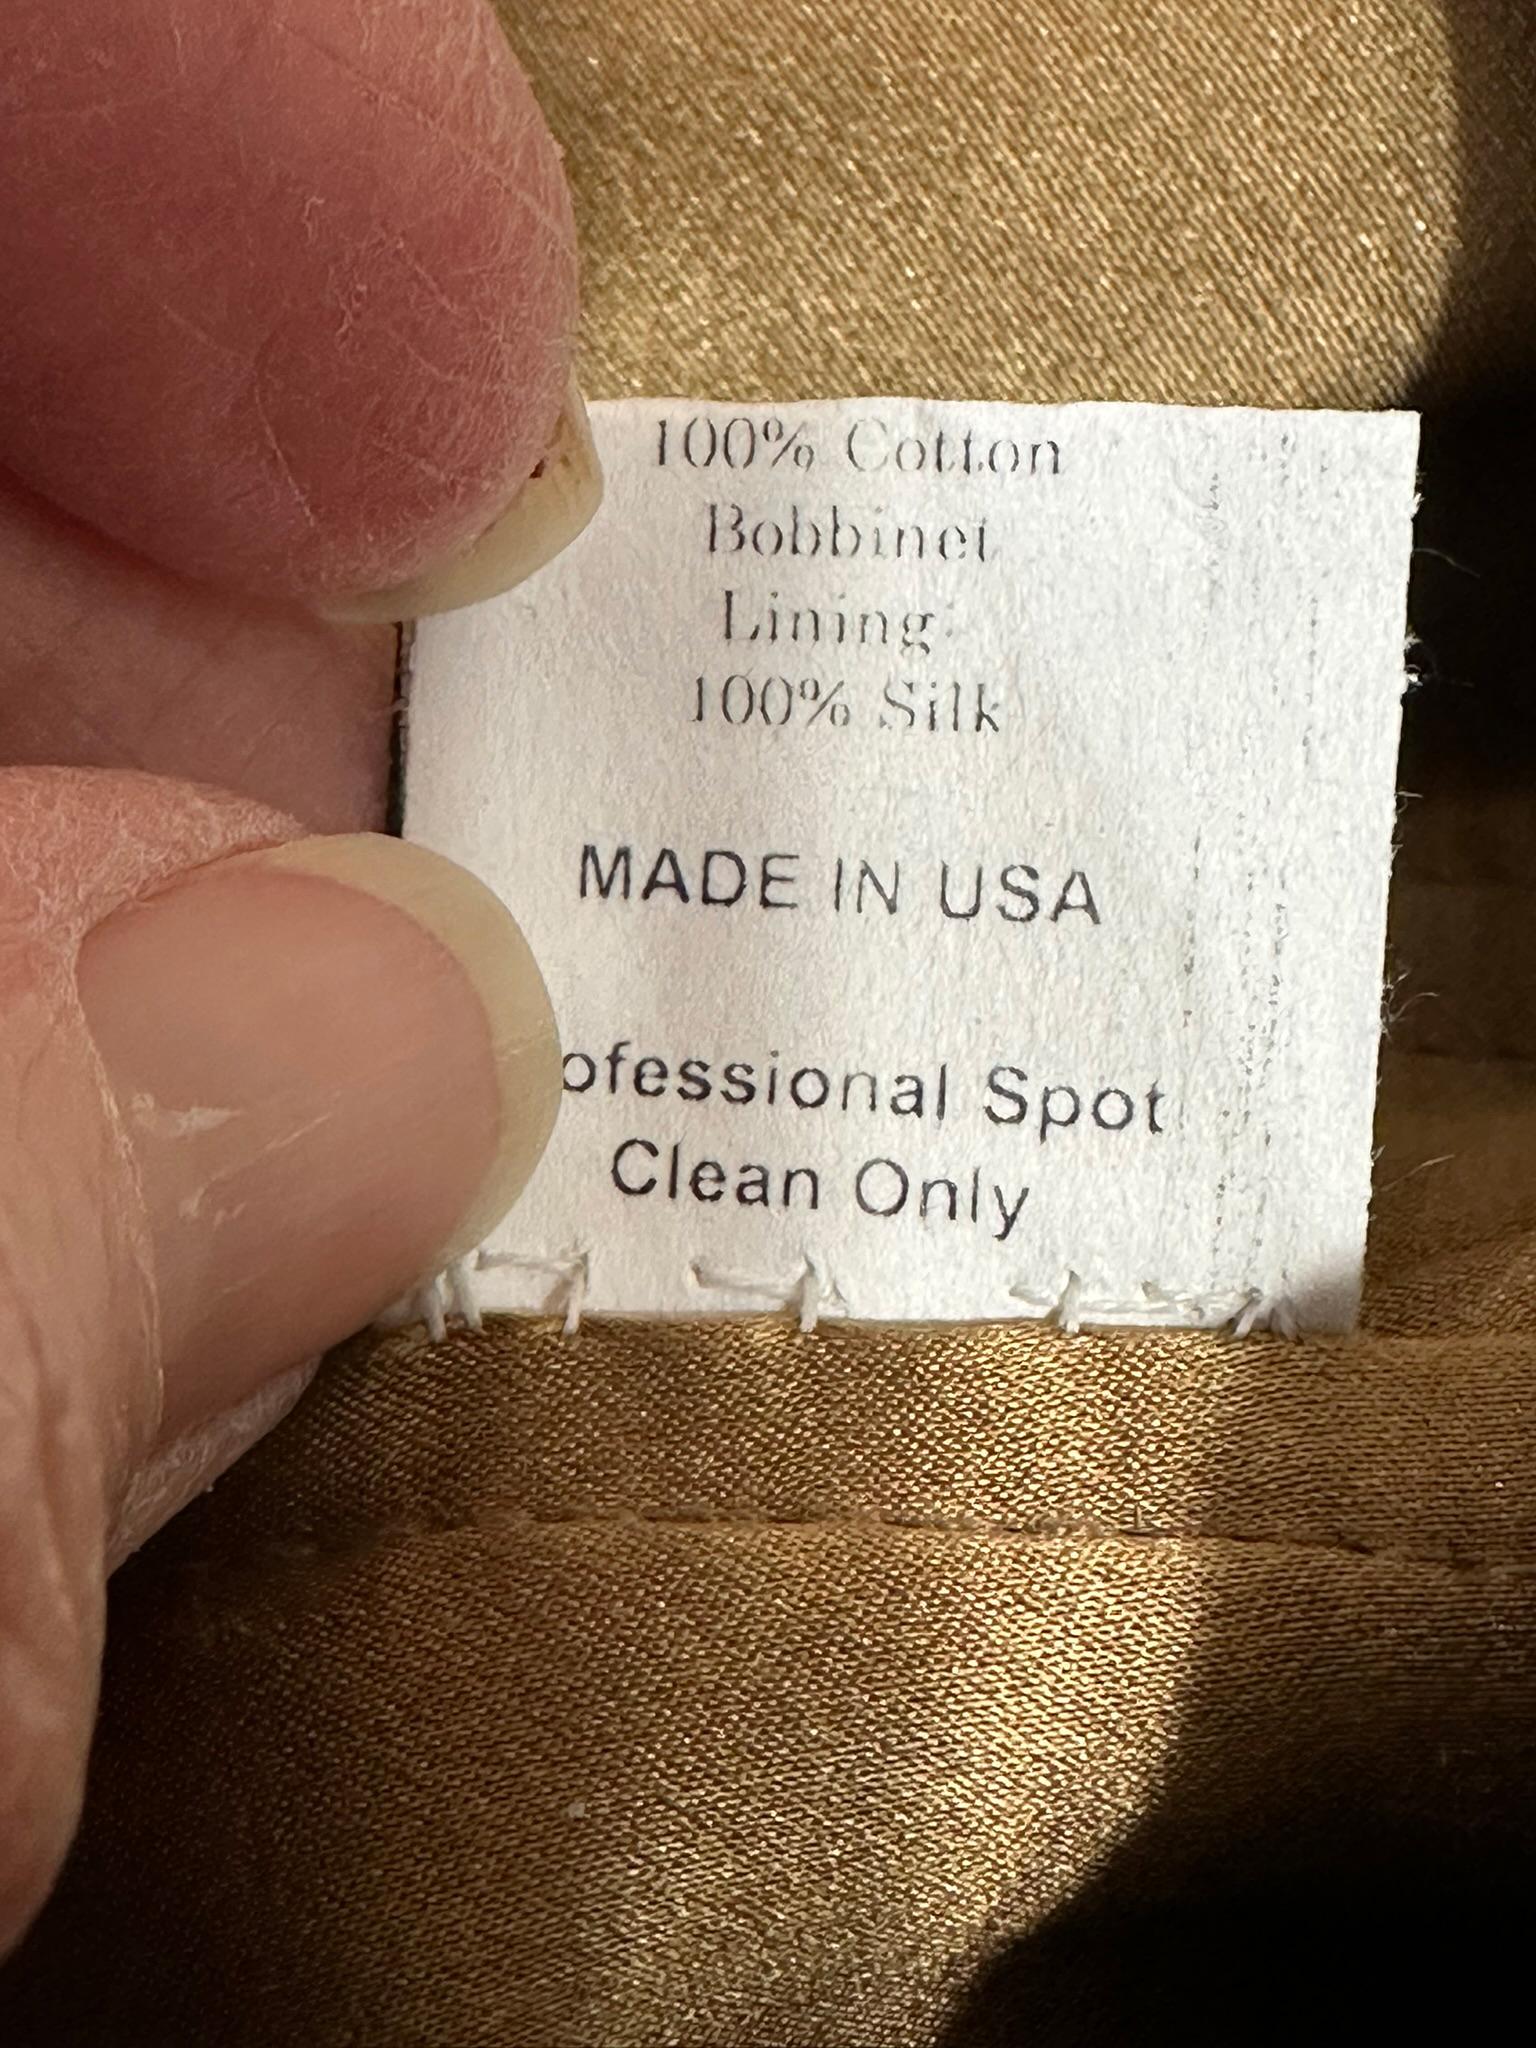 100% Cotton
Bobbinet
Lining:
100% Silk
MADE IN USA
ofessional Spot
Clean Only